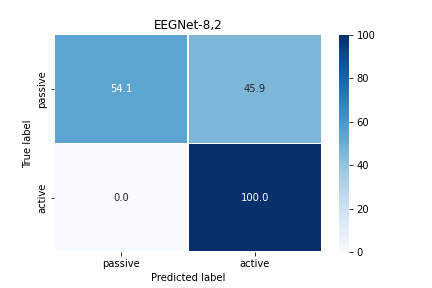 EEGNet-8,2
100
passive
54.1
45.9
80
60
True label
40
active
0.0
100.0
20
0
passive
active
Predicted label